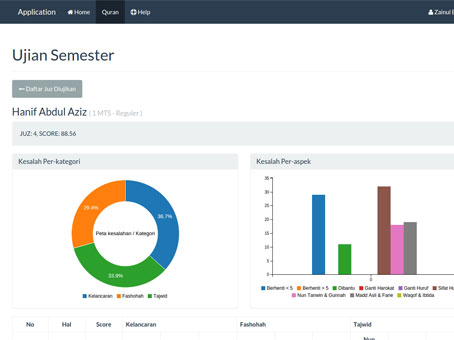 Application Home Quran Help Zainul
Ujian Semester
Daftar Juz Diujikan
Hanif Abdul Aziz ( 1 MTS - Reguler )
JUZ: 4, SCORE: 88.56
Kesalah Per-kategori
Kesalah Per-aspek
36.7%
29.4%
33.9%
Peta kesalahan / Kategori
Kelancaran Fashohah Tajwid
35
30
25
20
15
10
5
0
0
Berhenti < 5 Berhenti > 5 Dibantu Ganti Harokat Ganti Huruf Sifat
Nun Tanwin & Gunnah Madd Asli & Farie Waqof & Ibtida
No Hal Score Kelancaran Fashohah Tajwid
Nun